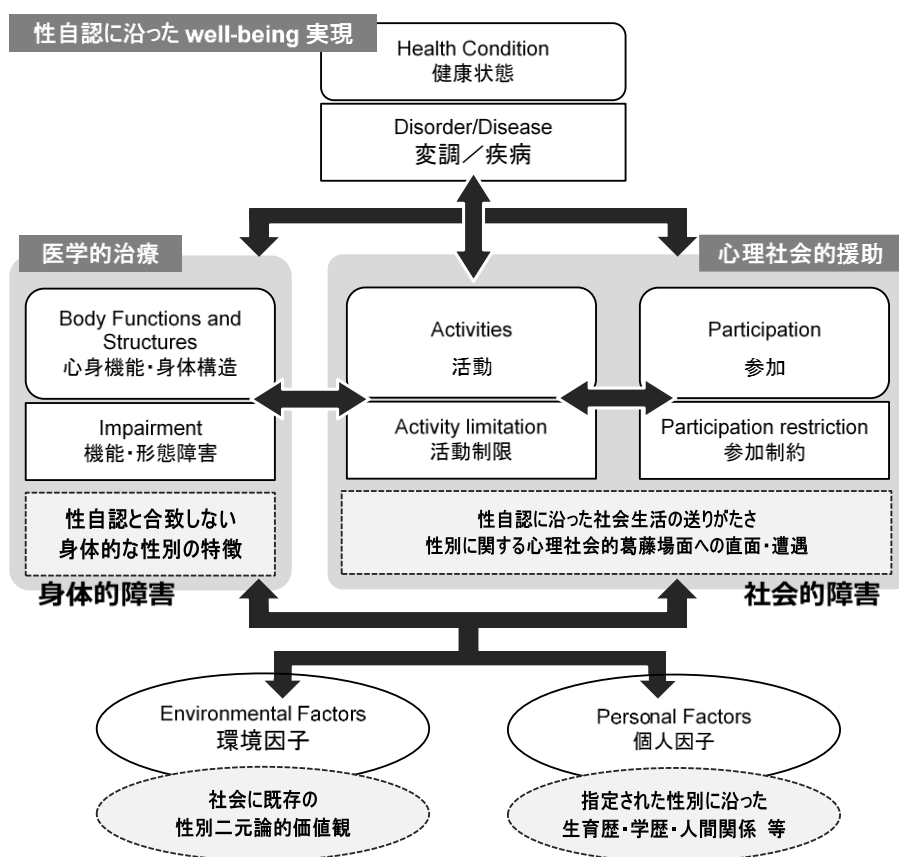 性自認に沿った well-being 実現
Health Condition
健康状態
Disorder/Disease
変調／疾病
医学的治療
心理社会的援助
Body Functions and
Structures
心身機能・身体構造
Impairment
機能・形態障害
性自認と合致しない
身体的な性別の特徴
身体的障害
Activities
活動
Activity limitation
活動制限
Participation
参加
Participation restriction
参加制約
性自認に沿った社会生活の送りがたさ
性別に関する心理社会的葛藤場面への直面・遭遇
社会的障害
Environmental Factors
環境因子
社会に既存の
性別二元論的価値観
Personal Factors
個人因子
指定された性別に沿った
生育歴・学歴・人間関係 等